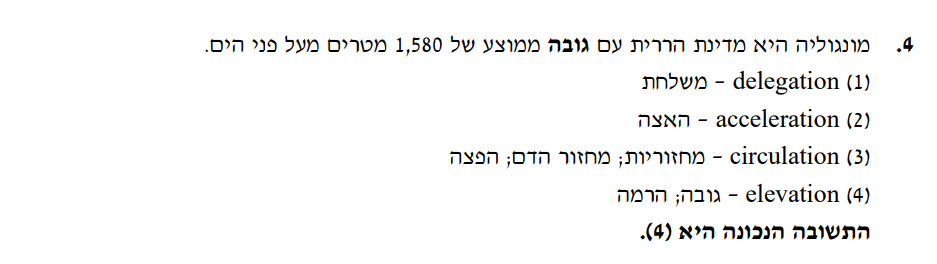 4. מונגוליה היא מדינת הררית עם גובה ממוצע של 1,580 מטרים מעל פני הים.
(1) delegation – משלחת
(2) acceleration – האצה
(3) circulation – מחזוריות; מחזור הדם; הפצה
(4) elevation – גובה; הרמה
התשובה הנכונה היא (4).